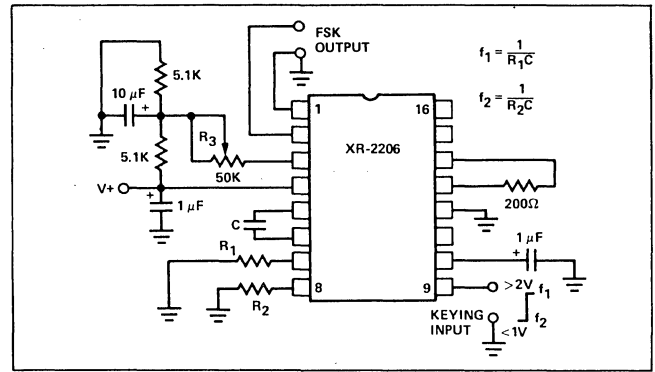 FSK
OUTPUT
f1 = 1/R1C
f2 = 1/R2C
5.1K
10 μF
+
R3
5.1K
50K
V+
+
1 μF
C
R1
R2
1
16
XR-2206
8
9
200Ω
1 μF
+
>2V
f1
KEYING
INPUT
<1V
f2